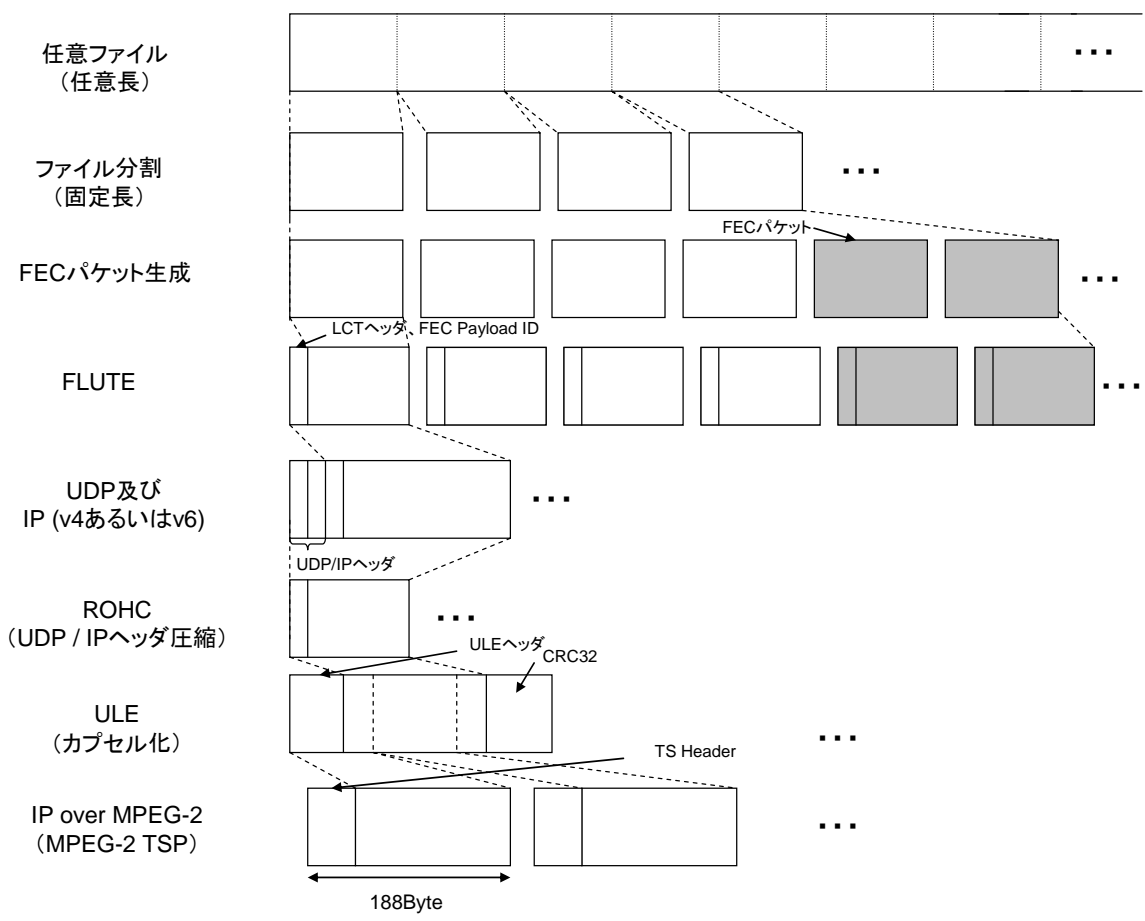 任意ファイル
（任意長）
ファイル分割
（固定長）
FECパケット
FECパケット生成
LCTヘッダ、FEC Payload ID
FLUTE
UDP及び
IP (v4あるいはv6)
UDP/IPヘッダ
ROHC
（UDP / IPヘッダ圧縮）
ULEヘッダ
CRC32
ULE
（カプセル化）
TS Header
IP over MPEG-2
（MPEG-2 TSP）
188Byte